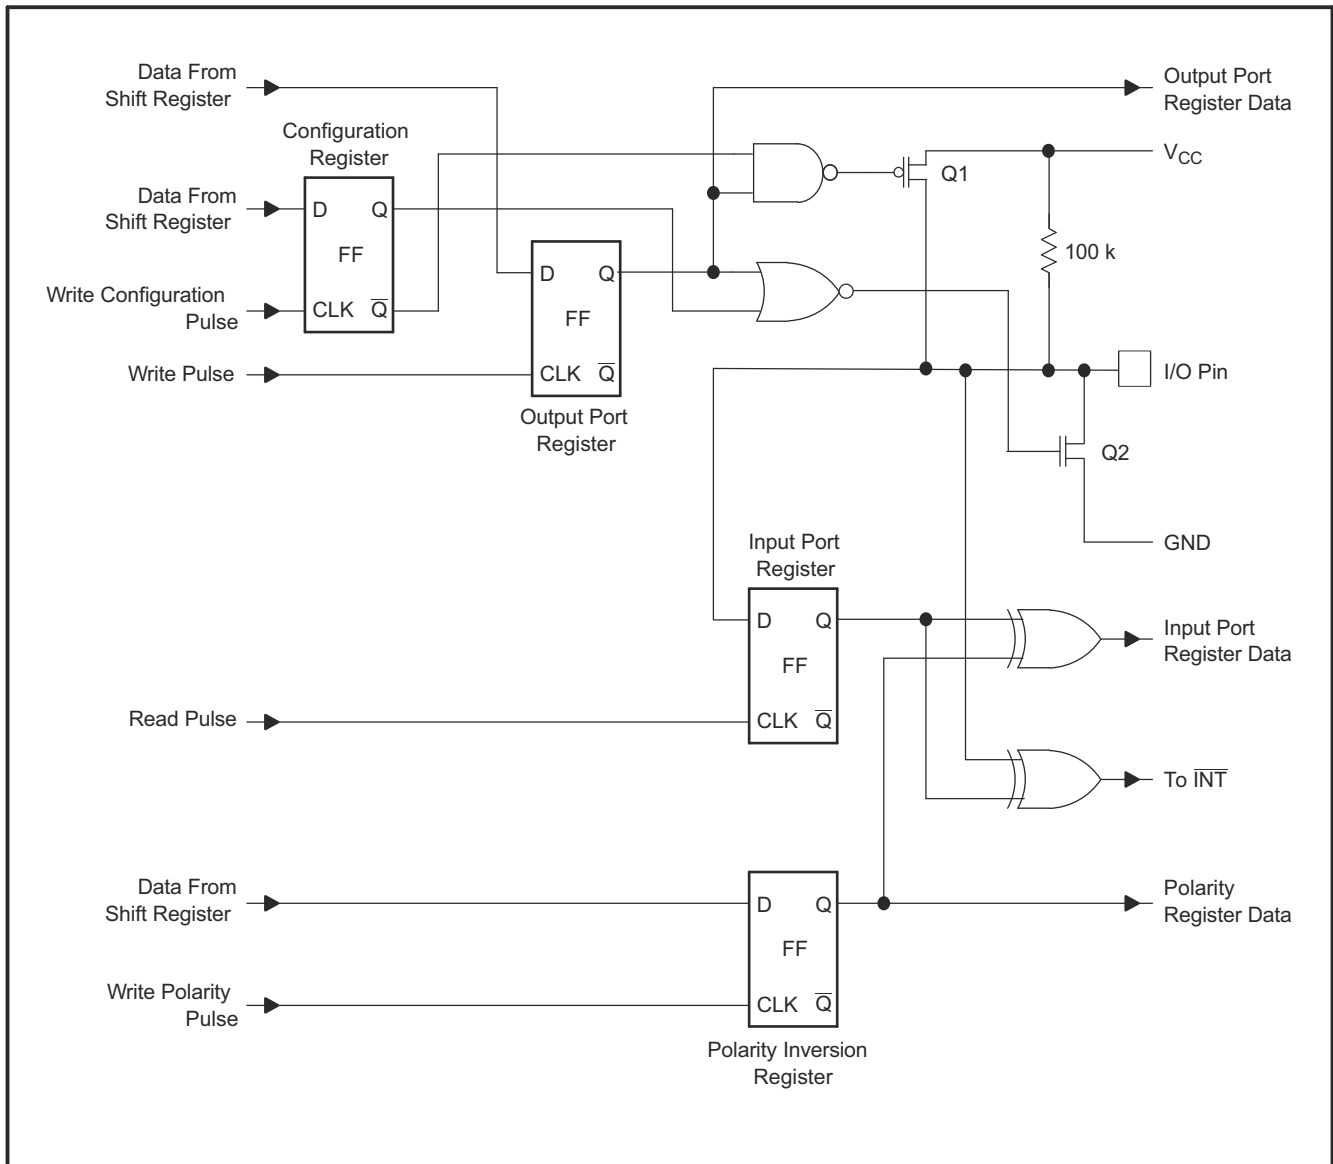 Data From
Shift Register
Output Port
Register Data
Configuration
Register
V_CC
Q1
Data From
Shift Register
D
Q
FF
100 k
D
Q
Write Configuration
Pulse
CLK
Q̅
FF
I/O Pin
Write Pulse
CLK
Q̅
Output Port
Register
Q2
Input Port
Register
GND
D
Q
Input Port
Register Data
FF
Read Pulse
CLK
Q̅
To I̅N̅T̅
Data From
Shift Register
D
Q
Polarity
Register Data
FF
Write Polarity
Pulse
CLK
Q̅
Polarity Inversion
Register